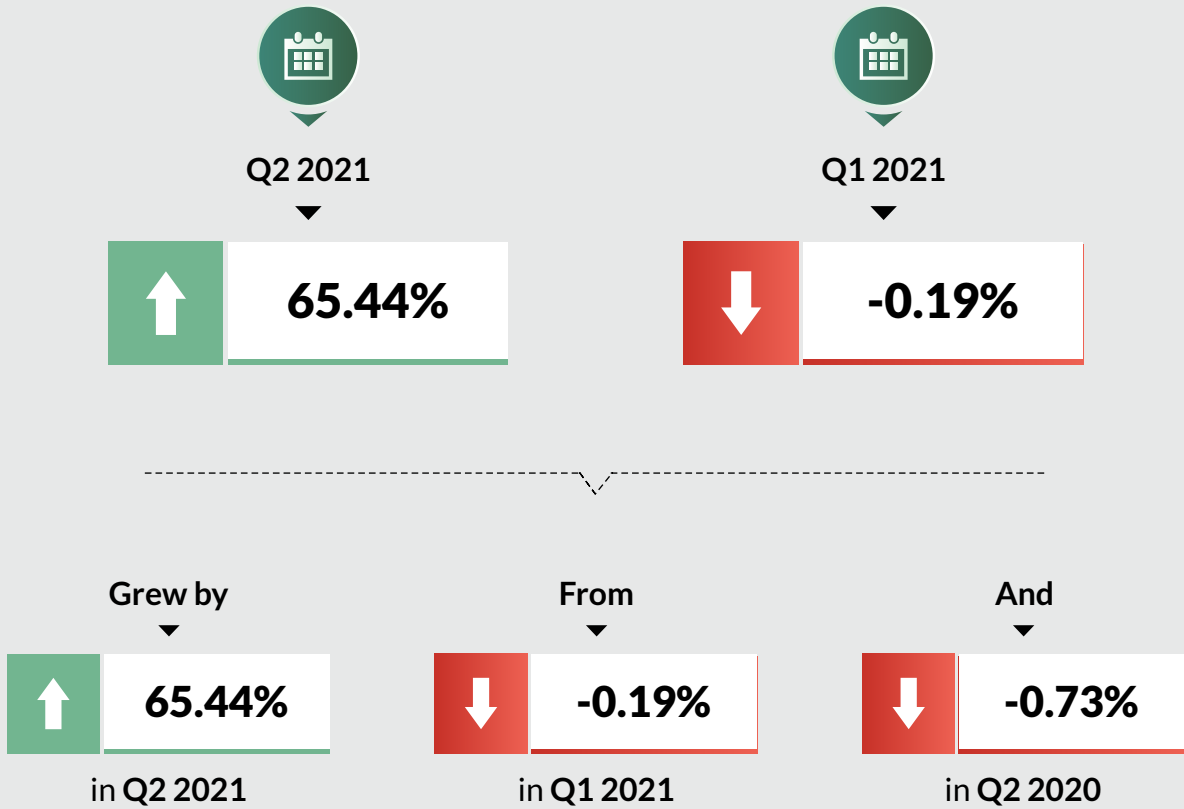 Q2 2021
Q1 2021
65.44%
-0.19%
Grew by
From
And
65.44%
-0.19%
-0.73%
in Q2 2021
in Q1 2021
in Q2 2020